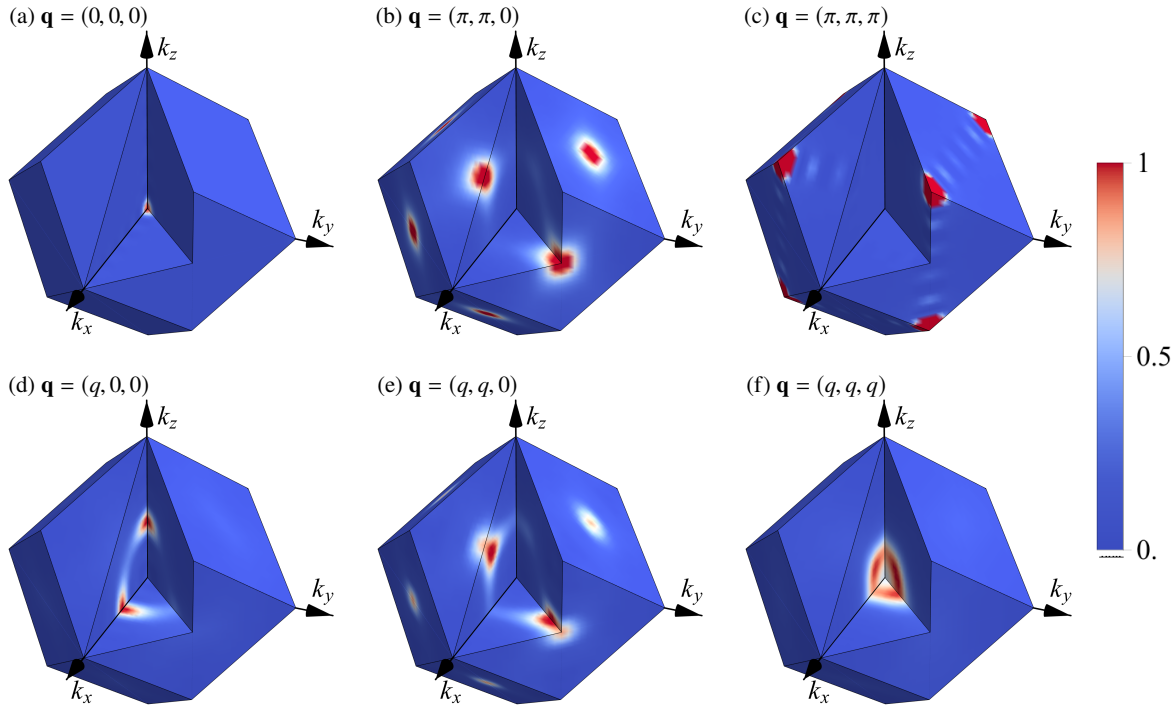 (a) q = (0, 0, 0)
(b) q = (π, π, 0)
(c) q = (π, π, π)
k_z
k_y
k_x
k_z
k_y
k_x
k_z
k_y
k_x
1
0.5
0.
(d) q = (q, 0, 0)
(e) q = (q, q, 0)
(f) q = (q, q, q)
k_z
k_y
k_x
k_z
k_y
k_x
k_z
k_y
k_x